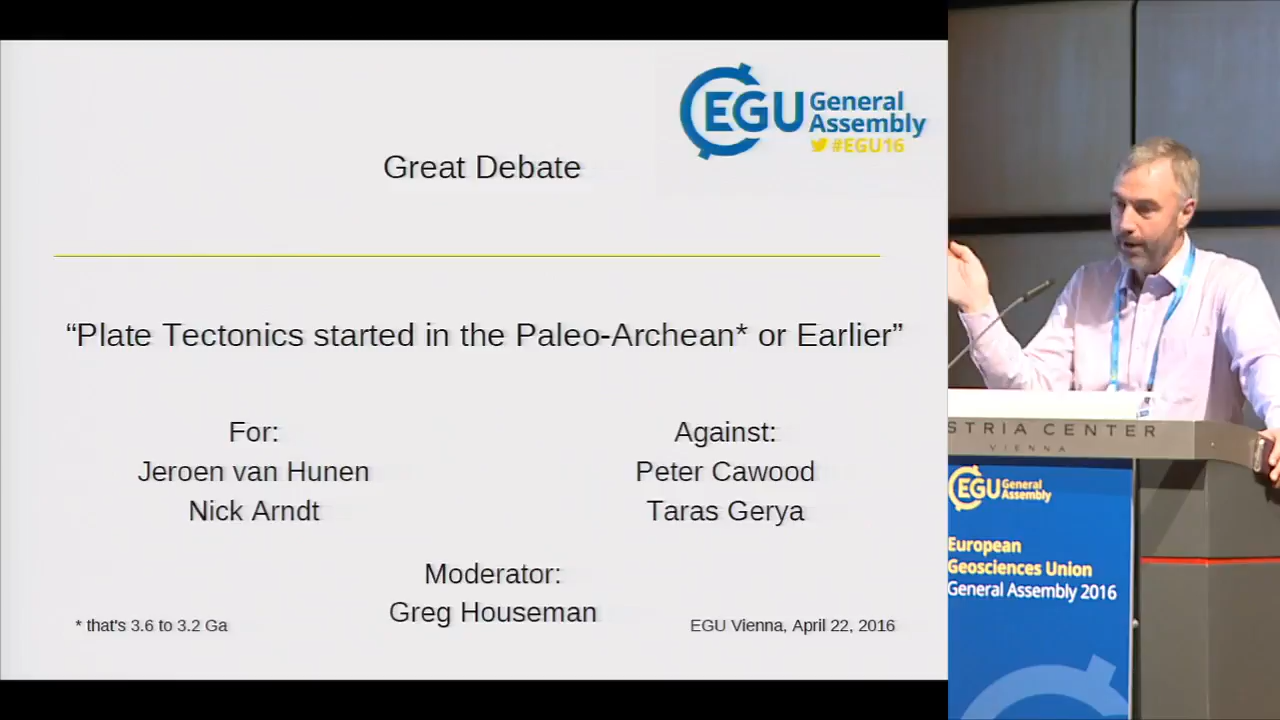 EGU General
Assembly
#EGU16
Great Debate
“Plate Tectonics started in the Paleo-Archean* or Earlier”
For:
Jeroen van Hunen
Nick Arndt
Against:
Peter Cawood
Taras Gerya
Moderator:
Greg Houseman
* that's 3.6 to 3.2 Ga
EGU Vienna, April 22, 2016
STRIA CENTER
VIENNA
EGU General
Assembly
European
Geosciences Union
General Assembly 2016